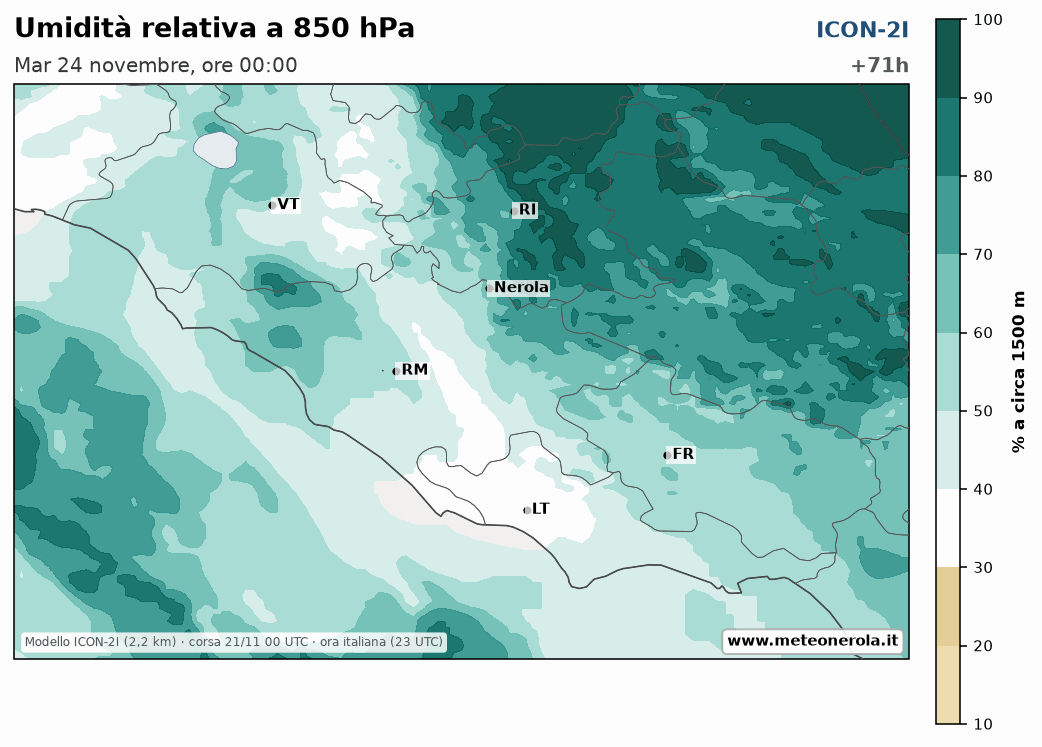 Umidità relativa a 850 hPa
ICON-2I
Mar 24 novembre, ore 00:00
+71h
100
90
80
70
60
50
40
30
20
10
% a circa 1500 m
VT
RI
Nerola
RM
FR
LT
Modello ICON-2I (2,2 km) · corsa 21/11 00 UTC · ora italiana (23 UTC)
www.meteonerola.it